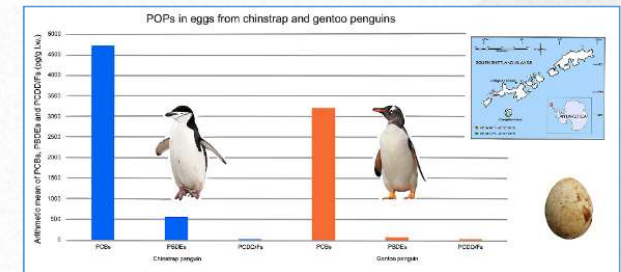 POPs in eggs from chinstrap and gentoo penguins
Arithmetic mean of PCBs, PBDEs and PCDD/Fs (pg/g l.w.)
5000
4500
4000
3500
3000
2500
2000
1500
1000
500
0
PCBs PBDEs PCDD/Fs PCBs PBDEs PCDD/Fs
Chinstrap penguin Gentoo penguin
SOUTH SHETLAND ISLANDS
ANTARCTICA